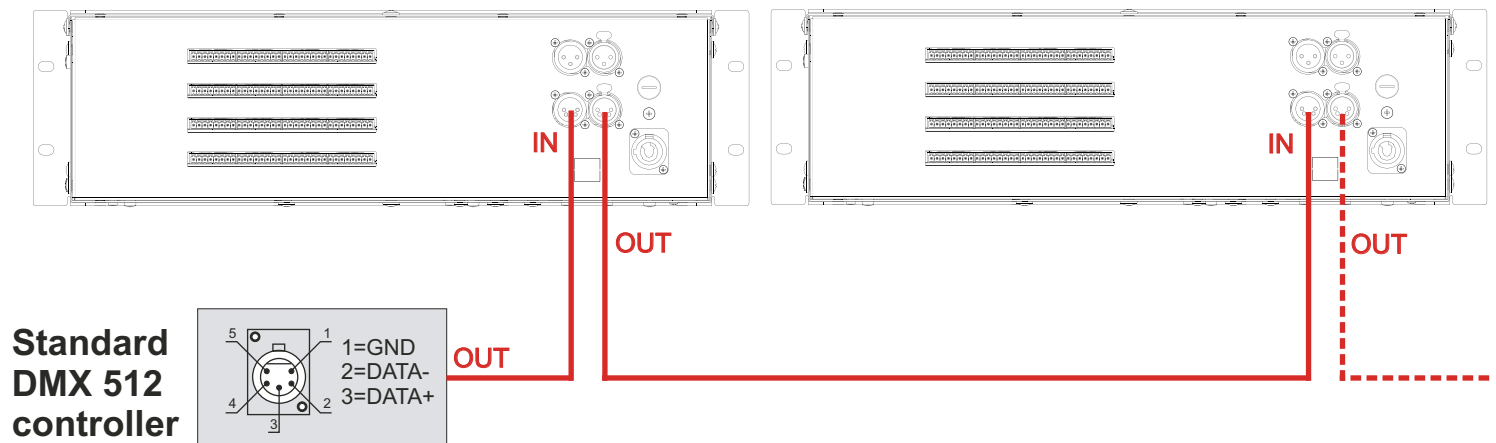 IN
IN
OUT
OUT
Standard
DMX 512
controller
5
1
4
2
3
1=GND
2=DATA-
3=DATA+
OUT